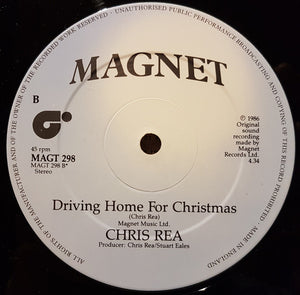 ALL RIGHTS OF THE MANUFACTURER AND OF THE OWNER OF THE RECORDED WORK RESERVED · UNAUTHORISED PUBLIC PERFORMANCE BROADCASTING AND COPYING OF THIS RECORD PROHIBITED. MADE IN U.K.
MAGNET
B
45 rpm
MAGT 298
MAGT 298 B*
Stereo
℗ 1986
Original
sound
recording
made by
Magnet
Records Ltd.
4:34
Driving Home For Christmas
(Chris Rea)
Magnet Music Ltd.
CHRIS REA
Producer: Chris Rea/Stuart Eales